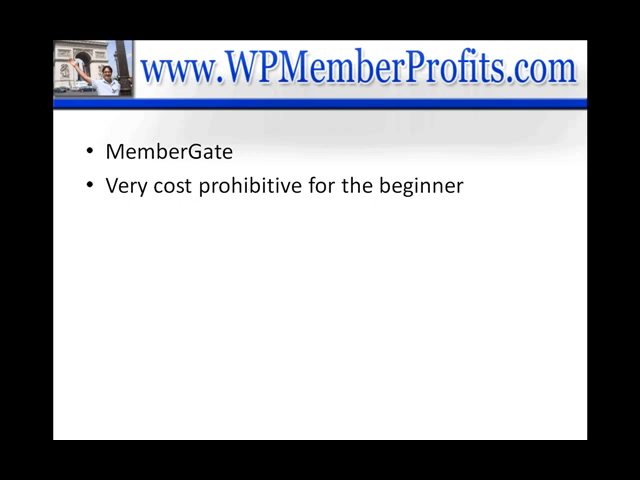 www.WPMemberProfits.com
• MemberGate
• Very cost prohibitive for the beginner